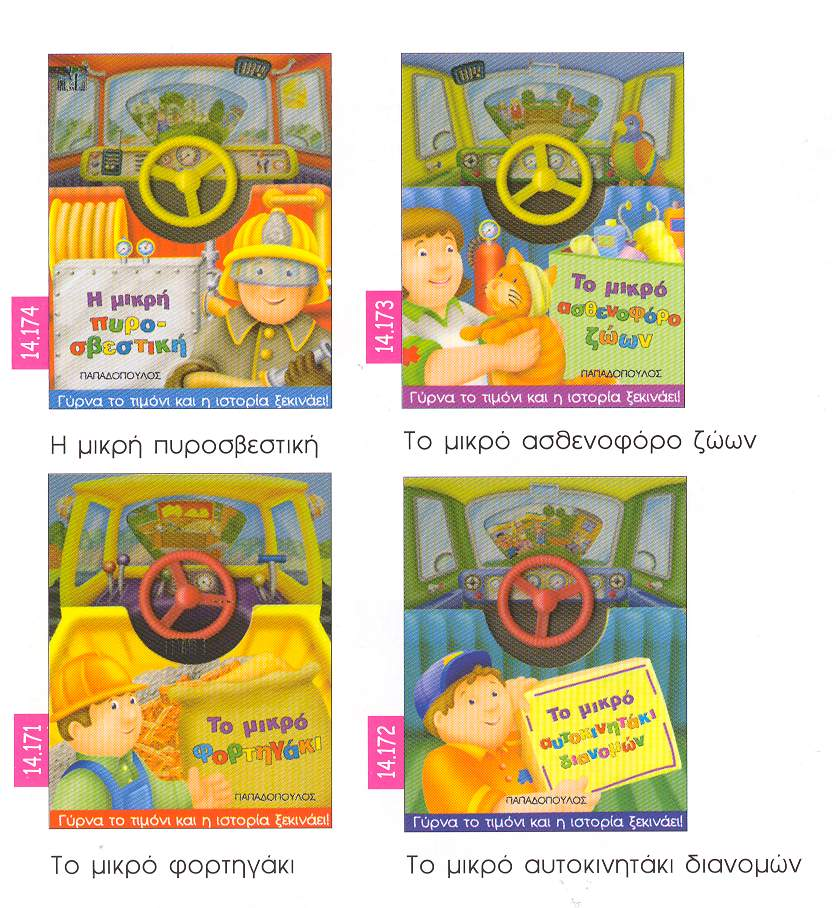 14.174
Η μικρή
πυρο-
σβεστική
ΠΑΠΑΔΟΠΟΥΛΟΣ
Γύρνα το τιμόνι και η ιστορία ξεκινάει!
Η μικρή πυροσβεστική
14.173
Το μικρό
ασθενοφόρο
ζώων
ΠΑΠΑΔΟΠΟΥΛΟΣ
Γύρνα το τιμόνι και η ιστορία ξεκινάει!
Το μικρό ασθενοφόρο ζώων
14.171
Το μικρό
φορτηγάκι
ΠΑΠΑΔΟΠΟΥΛΟΣ
Γύρνα το τιμόνι και η ιστορία ξεκινάει!
Το μικρό φορτηγάκι
14.172
Το μικρό
αυτοκινητάκι
διανομών
ΠΑΠΑΔΟΠΟΥΛΟΣ
Γύρνα το τιμόνι και η ιστορία ξεκινάει!
Το μικρό αυτοκινητάκι διανομών